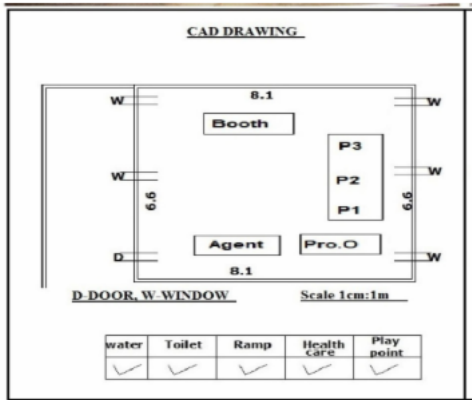 CAD DRAWING
8.1
W W
Booth
P3
W P2 W
6.6 P1 6.6
Agent Pro.O
D W
8.1
D-DOOR, W-WINDOW Scale 1cm:1m
water Toilet Ramp Health care Play point